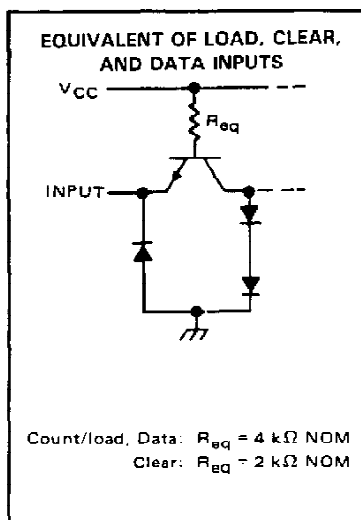 EQUIVALENT OF LOAD, CLEAR,
AND DATA INPUTS
VCC
Req
INPUT
Count/load, Data: Req = 4 kΩ NOM
Clear: Req = 2 kΩ NOM